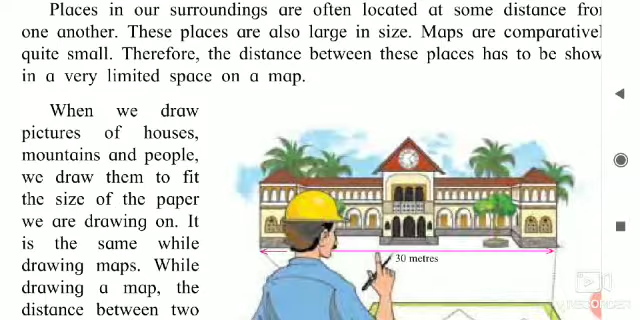 Places in our surroundings are often located at some distance
one another. These places are also large in size. Maps are
quite small. Therefore, the distance between these places has to be
in a very limited space on a map.
When we draw
pictures of houses,
mountains and people,
we draw them to fit
the size of the paper
we are drawing on. It
is the same while
drawing maps. While
drawing a map, the
distance between two
30 metres
RECORDER